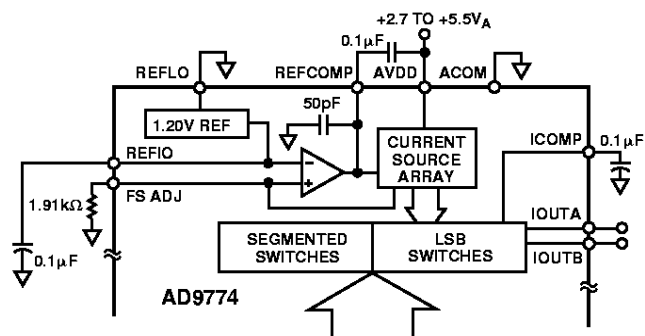 +2.7 TO +5.5VA
0.1µF
REFLO
REFCOMP
AVDD
ACOM
50pF
1.20V REF
CURRENT
SOURCE
ARRAY
ICOMP
0.1µF
REFIO
−
+
FS ADJ
1.91kΩ
IOUTA
SEGMENTED
SWITCHES
LSB
SWITCHES
IOUTB
0.1µF
AD9774